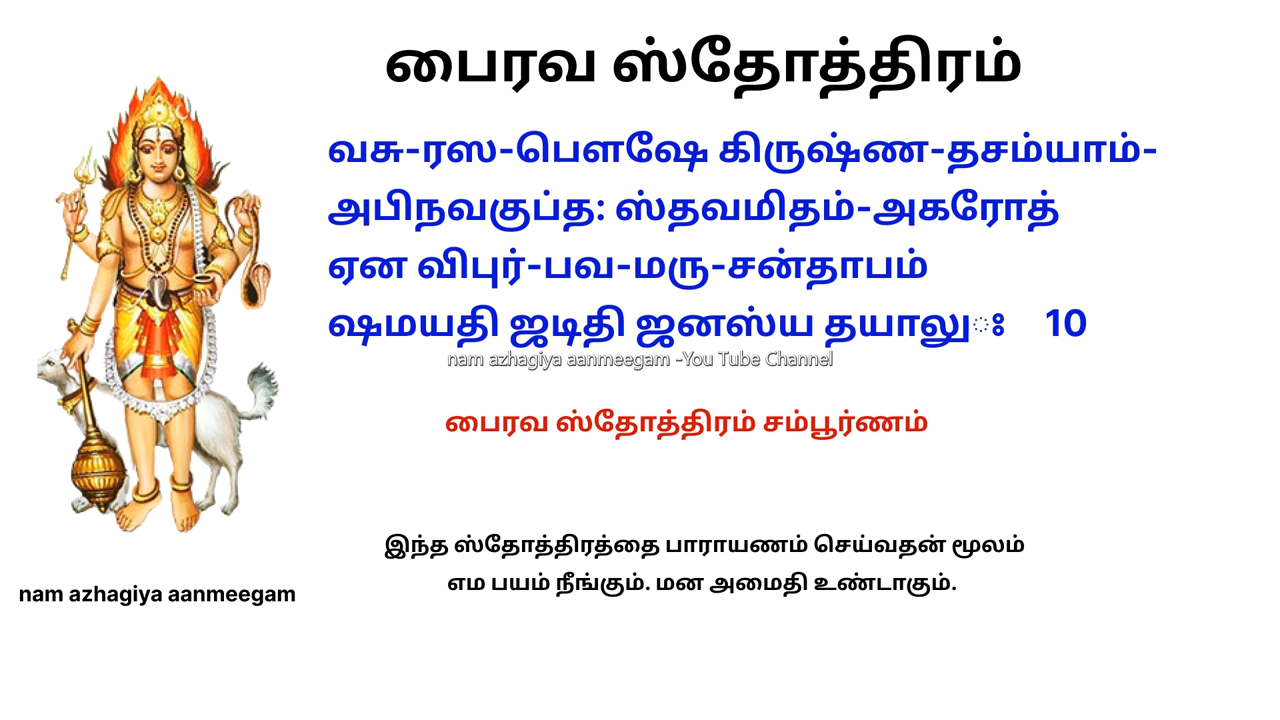 பைரவ ஸ்தோத்திரம்
வசு-ரஸ-பௌஷே கிருஷ்ண-தசம்யாம்-
அபிநவகுப்த: ஸ்தவமிதம்-அகரோத்
ஏன விபுர்-பவ-மரு-சன்தாபம்
ஷமயதி ஜடிதி ஜனஸ்ய தயாலுஃ 10
nam azhagiya aanmeegam -You Tube Channel
பைரவ ஸ்தோத்திரம் சம்பூர்ணம்
இந்த ஸ்தோத்திரத்தை பாராயணம் செய்வதன் மூலம்
எம பயம் நீங்கும். மன அமைதி உண்டாகும்.
nam azhagiya aanmeegam